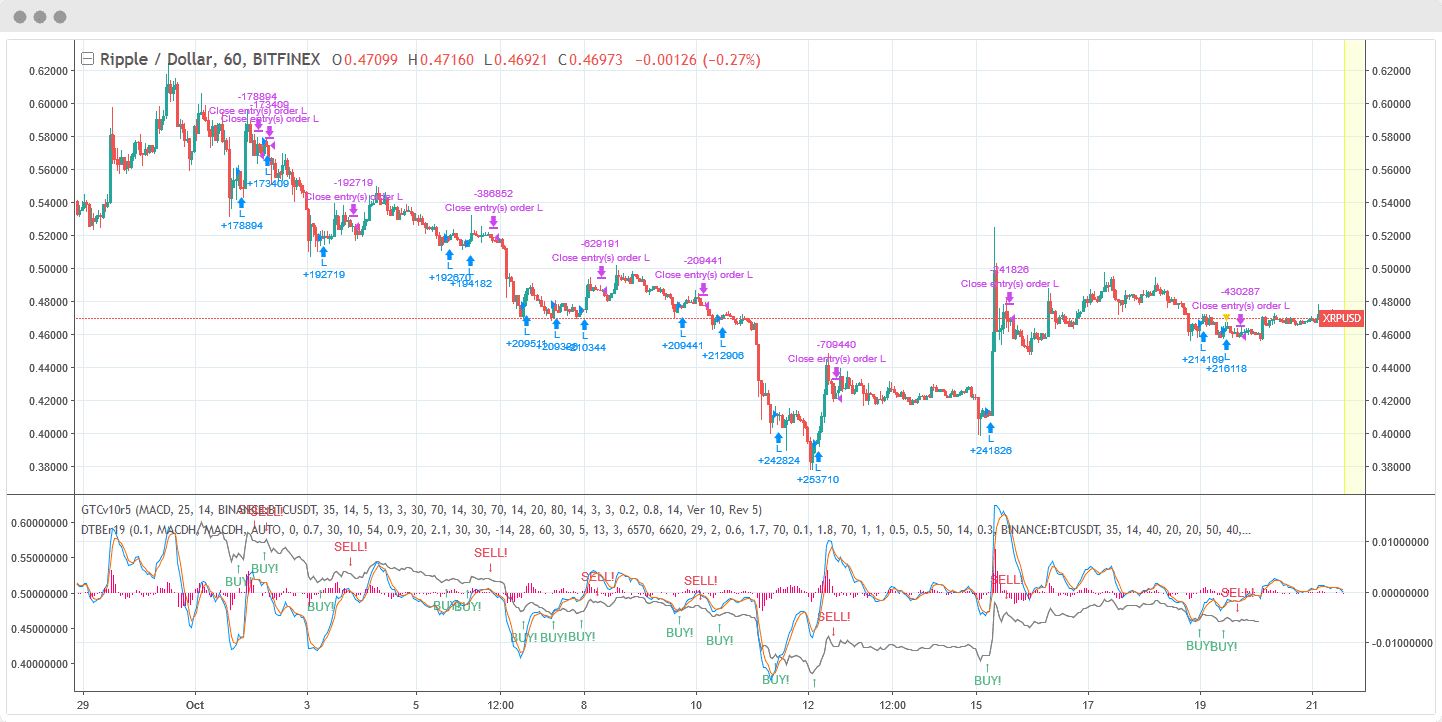 Ripple / Dollar, 60, BITFINEX O0.47099 H0.47160 L0.46921 C0.46973 −0.00126 (−0.27%)
0.62000 0.62000
-178894
0.60000 -173409 0.60000
Close entry(s) order L
Close entry(s) order L
0.58000 0.58000
0.56000 0.56000
L
+173409
-192719
-386852
Close entry(s) order L
0.54000 0.54000
Close entry(s) order L
L
+178894
0.52000 0.52000
-629191
Close entry(s) order L
L L L
-209441
-241826
0.50000 0.50000
+192719
Close entry(s) order L
+192670 +194182
Close entry(s) order L
-430287
0.48000 0.48000
Close entry(s) order L
XRPUSD
0.46000 0.46000
L L L L L
+209441
-709440
L L
+210344
+212906
Close entry(s) order L
+214169
+216118
0.44000 0.44000
0.42000 0.42000
0.40000 0.40000
L L L
+241826
+242824
0.38000 0.38000
+253710
GTCv10r5 (MACD, 25, 14, BINANCE:BTCUSDT, 35, 14, 5, 13, 3, 30, 70, 14, 30, 70, 14, 20, 80, 14, 3, 3, 0.2, 0.8, 14, Ver 10, Rev 5)
SELL!
SELL!
0.60000000
DTBEr19 (0.1, MACDH, MACDH, AUTO, 0, 0.7, 30, 10, 54, 0.9, 20, 2.1, 30, 30, -14, 28, 60, 30, 5, 13, 3, 6570, 6620, 29, 2, 0.6, 1.7, 70, 0.1, 1.8, 70, 1, 1, 0.5, 0.5, 50, 14, 0.3, BINANCE:BTCUSDT, 35, 14, 40, 20, 20, 50, 40,...
0.01000000
SELL! SELL!
0.55000000
BUY! BUY! SELL! SELL! SELL!
0.50000000 SELL! 0.00000000
BUY! BUY! BUY!
SELL!
0.45000000
BUY! BUY! BUY! BUY! BUY!
-0.01000000
BUY! BUY!
0.40000000
BUY! BUY!
29 Oct 3 5 12:00 8 10 12 12:00 15 17 19 21